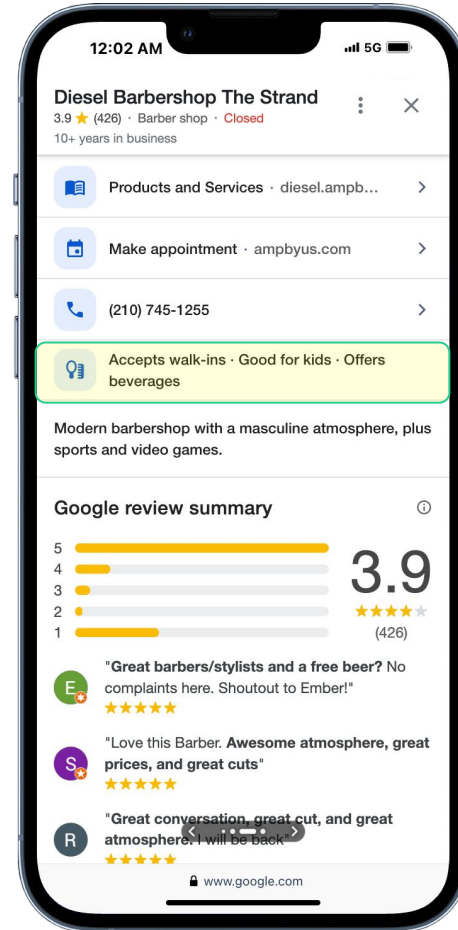 12:02 AM 5G
Diesel Barbershop The Strand
3.9 ★ (426) · Barber shop · Closed
10+ years in business
Products and Services · diesel.ampb...
Make appointment · ampbyus.com
(210) 745-1255
Accepts walk-ins · Good for kids · Offers
beverages
Modern barbershop with a masculine atmosphere, plus
sports and video games.
Google review summary
5
4
3
2
1
3.9
(426)
"Great barbers/stylists and a free beer? No
complaints here. Shoutout to Ember!"
E
"Love this Barber. Awesome atmosphere, great
prices, and great cuts"
S
"Great conversation, great cut, and great
atmosphere. I will be back"
R
www.google.com